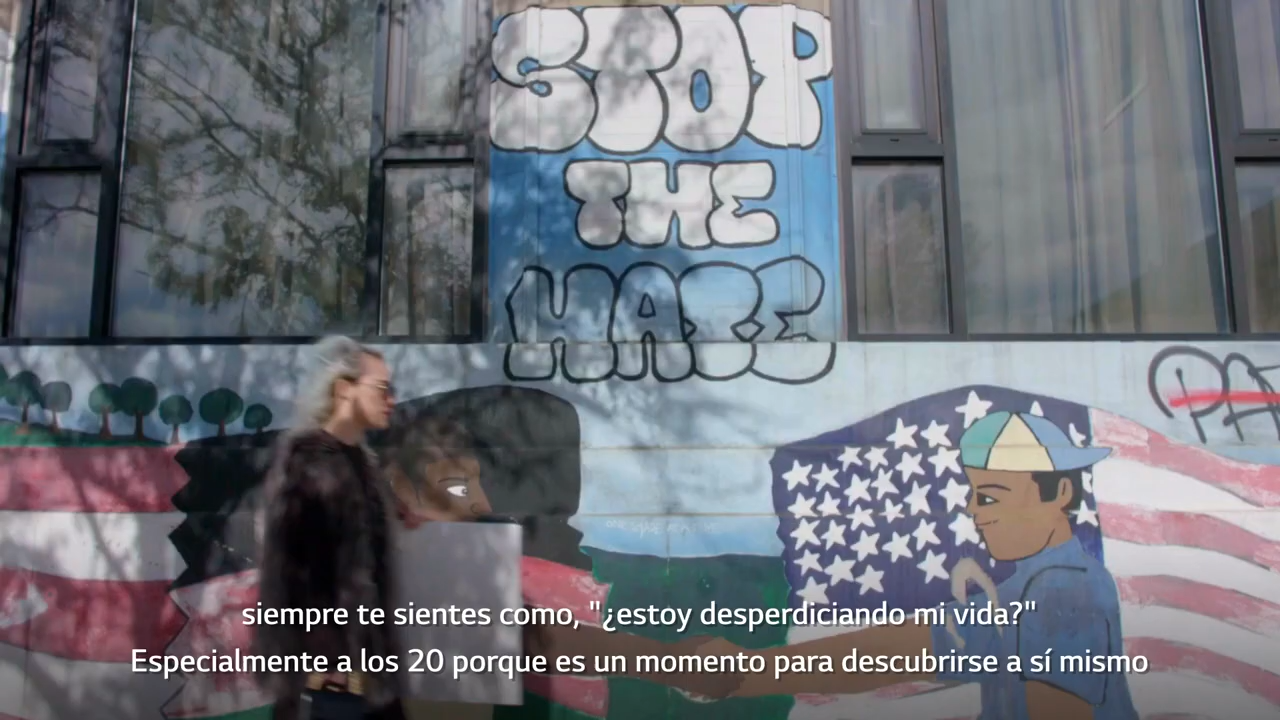 STOP
THE
HATE
siempre te sientes como, "¿estoy desperdiciando mi vida?"
Especialmente a los 20 porque es un momento para descubrirse a sí mismo